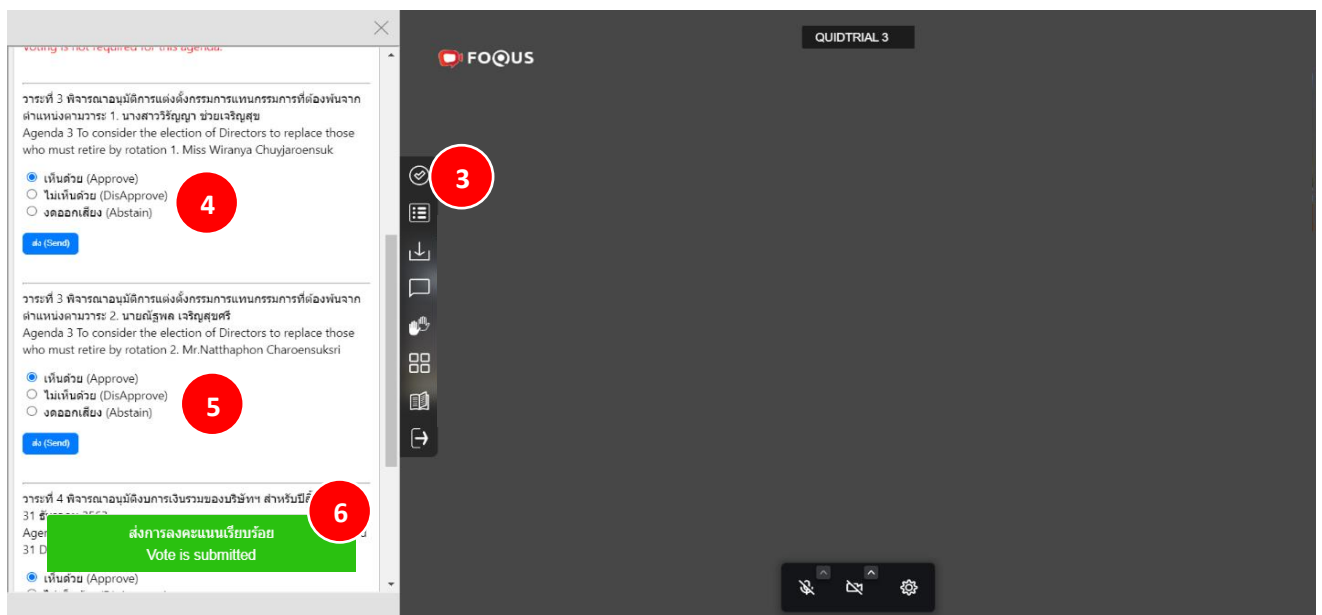 Voting is not required for this agenda.
วาระที่ 3 พิจารณาอนุมัติการแต่งตั้งกรรมการแทนกรรมการที่ต้องพ้นจาก
ตำแหน่งตามวาระ 1. นางสาววิรัญญา ช่วยเจริญสุข
Agenda 3 To consider the election of Directors to replace those
who must retire by rotation 1. Miss Wiranya Chuyjaroensuk
เห็นด้วย (Approve)
ไม่เห็นด้วย (DisApprove)
งดออกเสียง (Abstain)
4
ส่ง (Send)
วาระที่ 3 พิจารณาอนุมัติการแต่งตั้งกรรมการแทนกรรมการที่ต้องพ้นจาก
ตำแหน่งตามวาระ 2. นายณัฐพล เจริญสุขศรี
Agenda 3 To consider the election of Directors to replace those
who must retire by rotation 2. Mr.Natthaphon Charoensuksri
เห็นด้วย (Approve)
ไม่เห็นด้วย (DisApprove)
งดออกเสียง (Abstain)
5
ส่ง (Send)
วาระที่ 4 พิจารณาอนุมัติงบการเงินรวมของบริษัทฯ สำหรับปี
6
31
31 D
ส่งการลงคะแนนเรียบร้อย
Vote is submitted
เห็นด้วย (Approve)
FOQUS
QUIDTRIAL 3
3